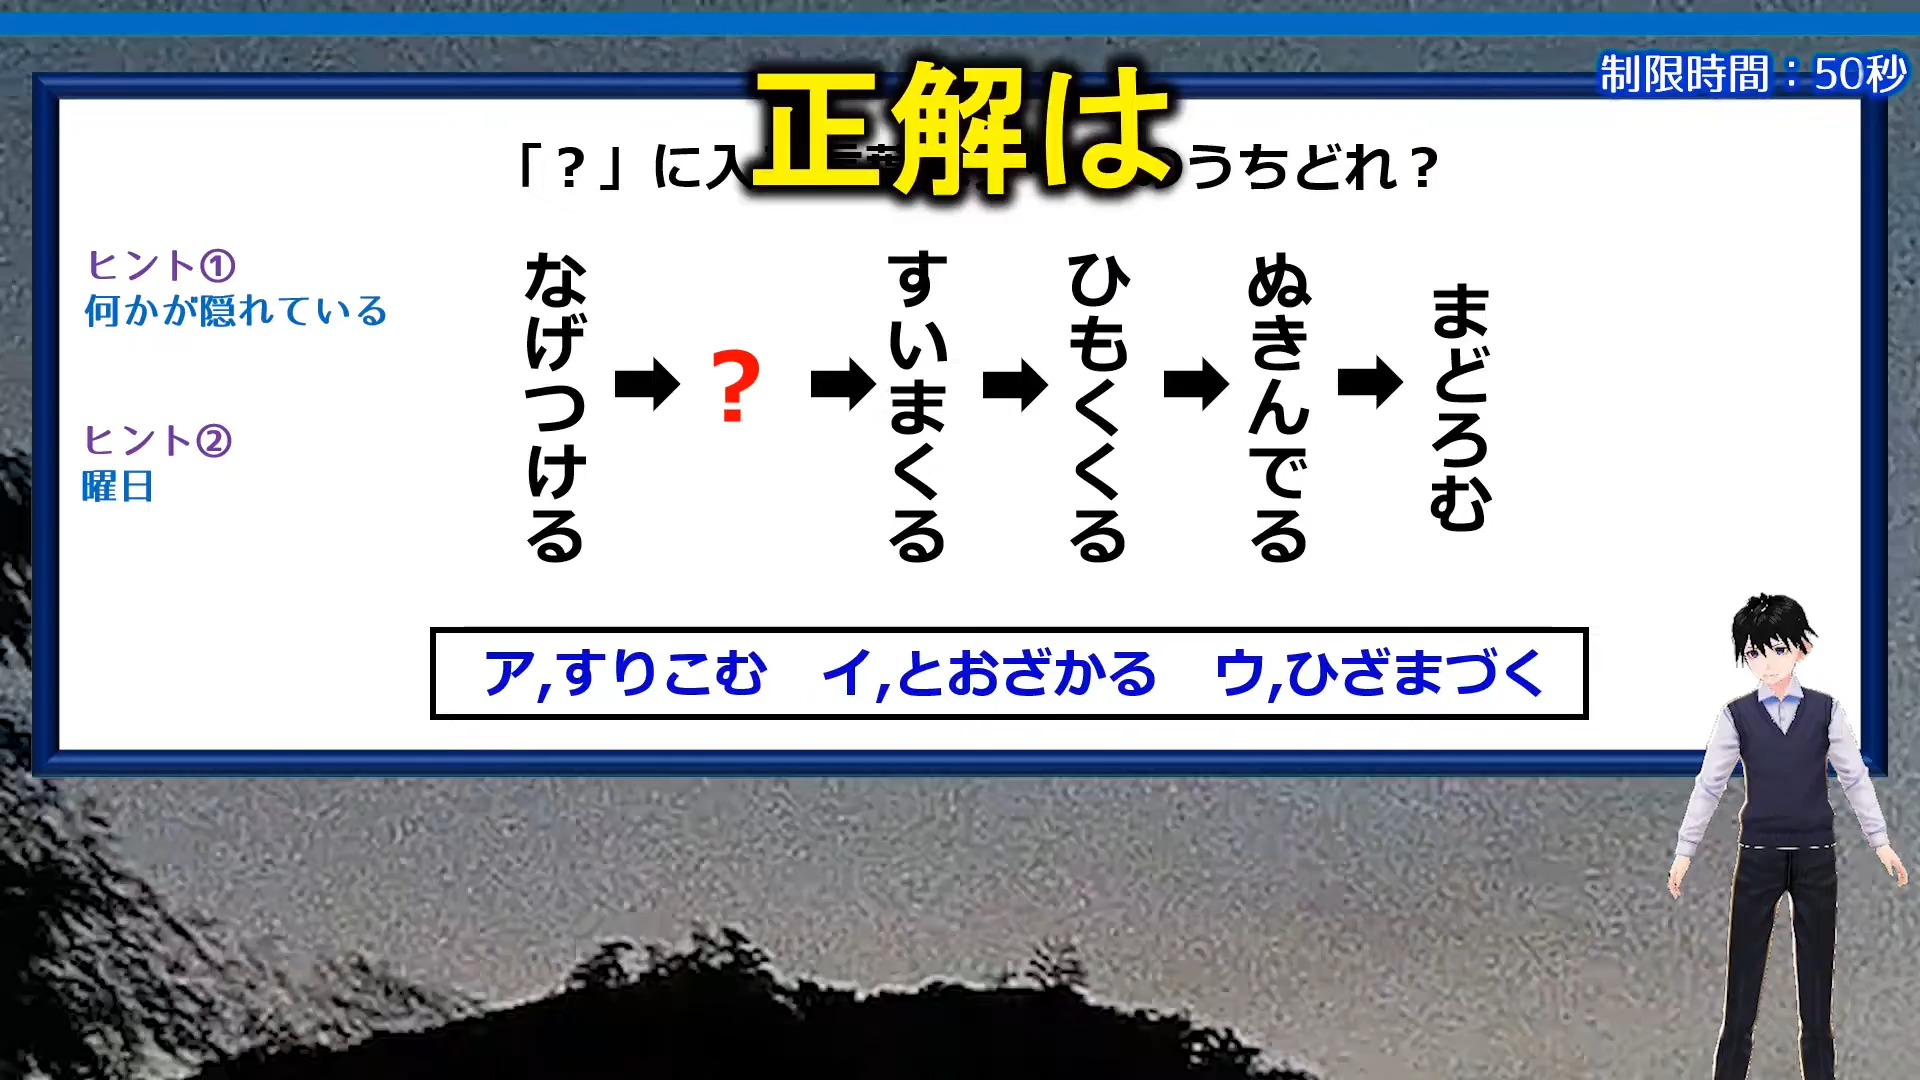 制限時間：50秒
正解は
「？」に入 うちどれ？
ヒント①
何かが隠れている
ヒント②
曜日
なげつける
➡
?
➡
すいまくる
➡
ひもくくる
➡
ぬきんでる
➡
まどろむ
ア,すりこむ　イ,とおざかる　ウ,ひざまづく